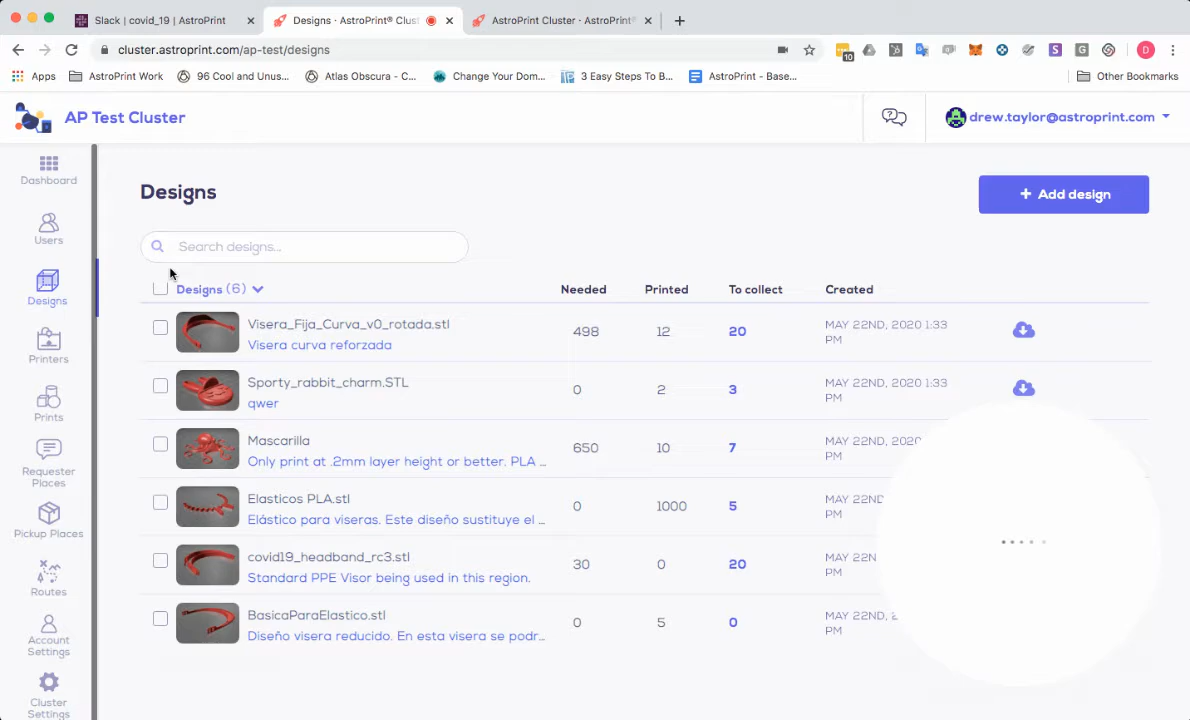 Slack | covid_19 | AstroPrint
Designs · AstroPrint® Clust
AstroPrint Cluster · AstroPrint®
cluster.astroprint.com/ap-test/designs
10
S
G
D
Apps
AstroPrint Work
96 Cool and Unus...
Atlas Obscura - C...
Change Your Dom...
3 Easy Steps To B...
AstroPrint - Base...
Other Bookmarks
AP Test Cluster
drew.taylor@astroprint.com
Dashboard
Users
Designs
Printers
Prints
Requester
Places
Pickup Places
Routes
Account
Settings
Cluster
Settings
Designs
+ Add design
Search designs...
Designs (6)
Needed
Printed
To collect
Created
Visera_Fija_Curva_v0_rotada.stl
Visera curva reforzada
498
12
20
MAY 22ND, 2020 1:33
PM
Sporty_rabbit_charm.STL
qwer
0
2
3
MAY 22ND, 2020 1:33
PM
Mascarilla
Only print at .2mm layer height or better. PLA ...
650
10
7
MAY 22ND, 2020
PM
Elasticos PLA.stl
Elástico para viseras. Este diseño sustituye el ...
0
1000
5
MAY 22ND
PM
covid19_headband_rc3.stl
Standard PPE Visor being used in this region.
30
0
20
MAY 22N
PM
BasicaParaElastico.stl
Diseño visera reducido. En esta visera se podr...
0
5
0
MAY 22ND,
PM